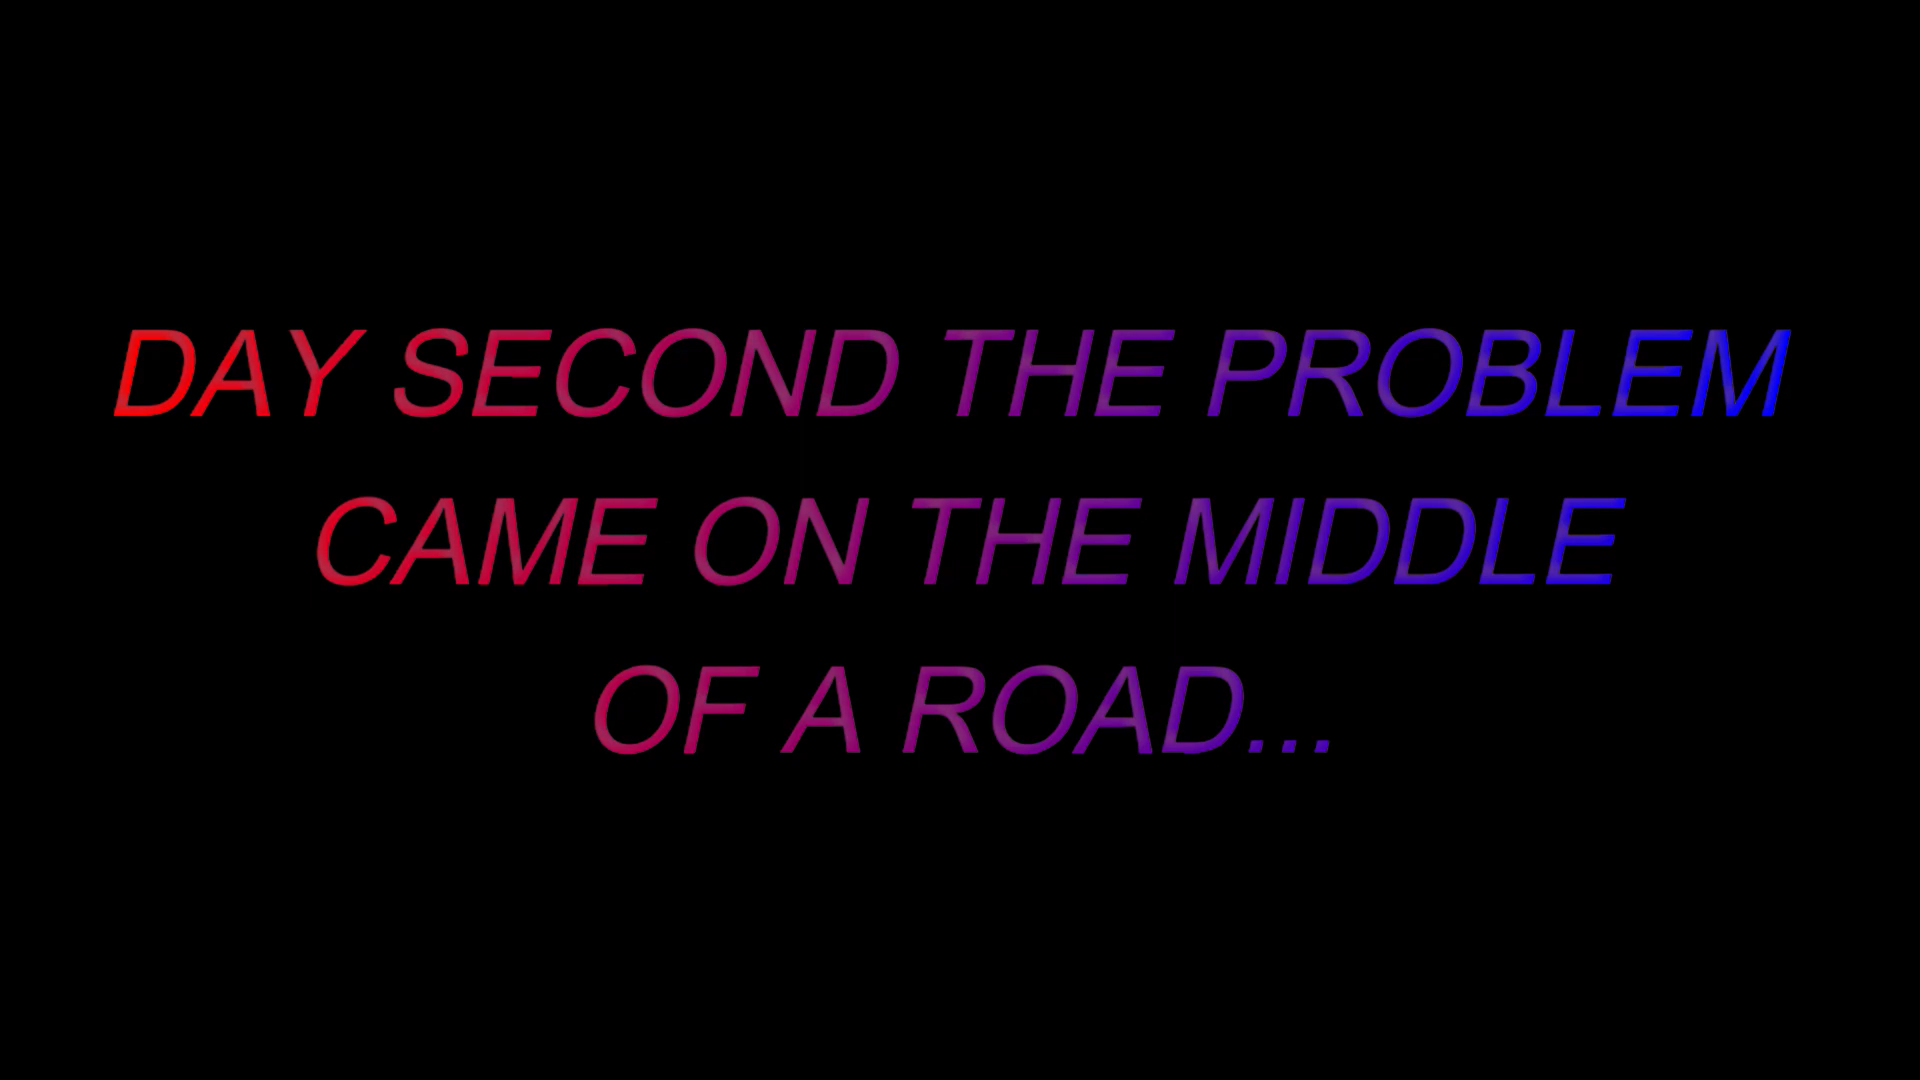 DAY SECOND THE PROBLEM
CAME ON THE MIDDLE
OF A ROAD...